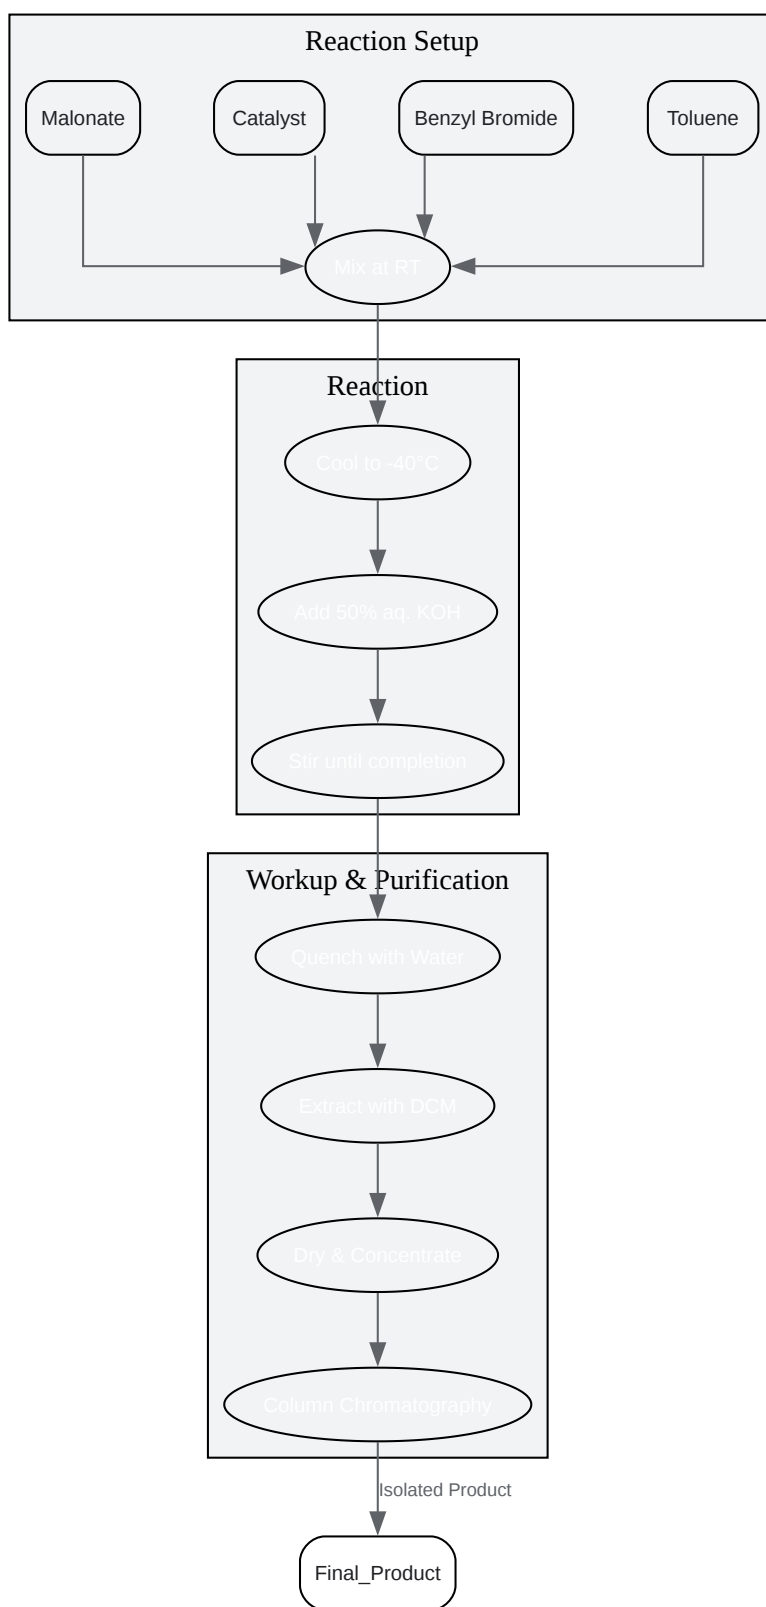 Reaction Setup
Malonate
Catalyst
Benzyl Bromide
Toluene
Mix at RT
Reaction
Cool to -40°C
Add 50% aq. KOH
Stir until completion
Workup & Purification
Quench with Water
Extract with DCM
Dry & Concentrate
Column Chromatography
Isolated Product
Final_Product